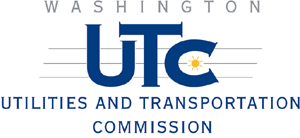 WASHINGTON
UTC
UTILITIES AND TRANSPORTATION
COMMISSION